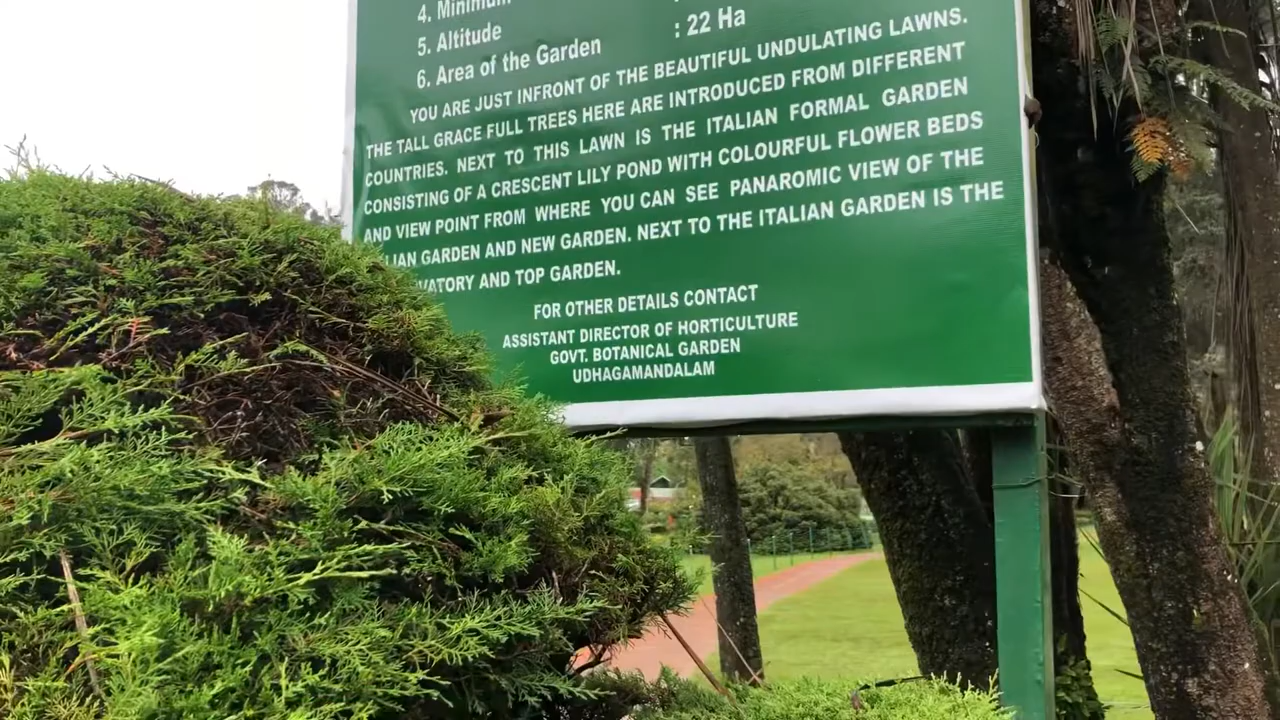 4. Minimum
5. Altitude
6. Area of the Garden : 22 Ha
YOU ARE JUST INFRONT OF THE BEAUTIFUL UNDULATING LAWNS.
THE TALL GRACE FULL TREES HERE ARE INTRODUCED FROM DIFFERENT
COUNTRIES. NEXT TO THIS LAWN IS THE ITALIAN FORMAL GARDEN
CONSISTING OF A CRESCENT LILY POND WITH COLOURFUL FLOWER BEDS
AND VIEW POINT FROM WHERE YOU CAN SEE PANAROMIC VIEW OF THE
LIAN GARDEN AND NEW GARDEN. NEXT TO THE ITALIAN GARDEN IS THE
VATORY AND TOP GARDEN.
FOR OTHER DETAILS CONTACT
ASSISTANT DIRECTOR OF HORTICULTURE
GOVT. BOTANICAL GARDEN
UDHAGAMANDALAM